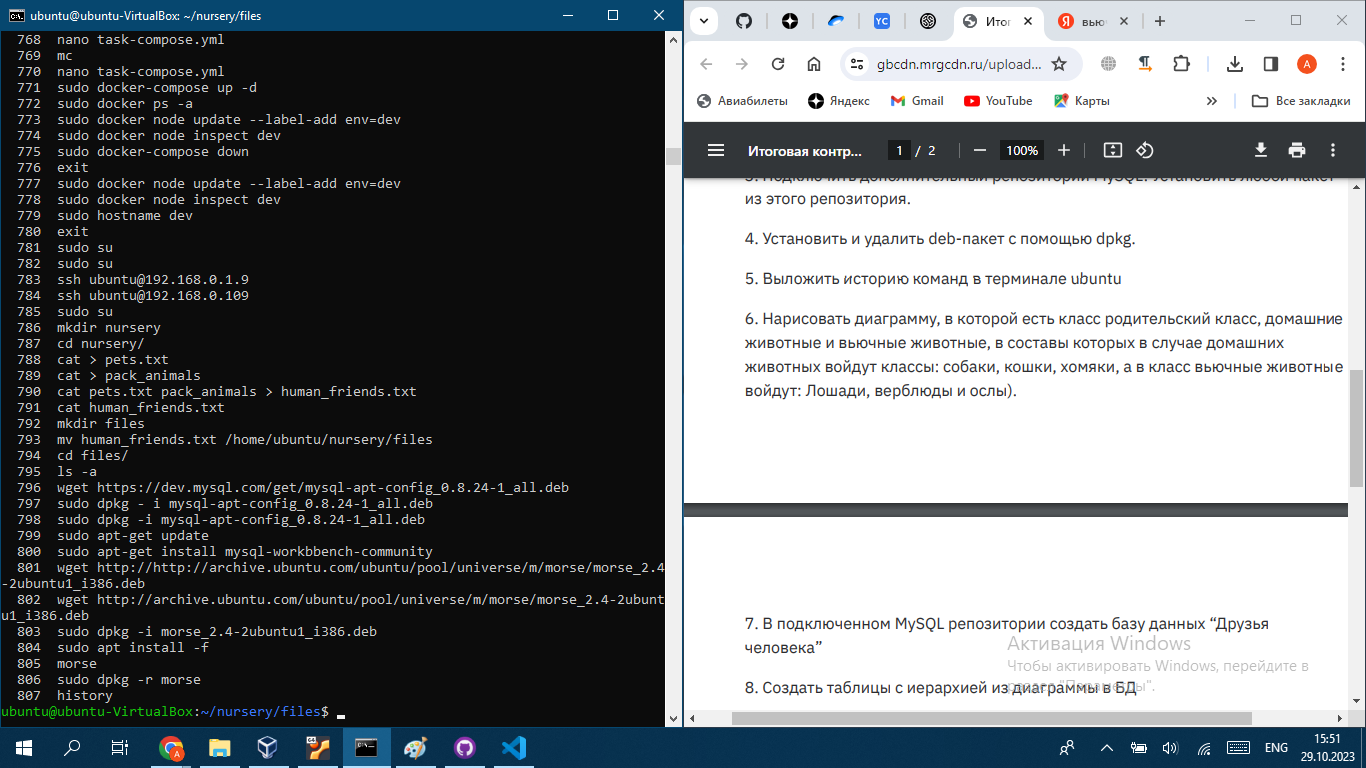 ubuntu@ubuntu-VirtualBox: ~/nursery/files
768 nano task-compose.yml
769 mc
770 nano task-compose.yml
771 sudo docker-compose up -d
772 sudo docker ps -a
773 sudo docker node update --label-add env=dev
774 sudo docker node inspect dev
775 sudo docker-compose down
776 exit
777 sudo docker node update --label-add env=dev
778 sudo docker node inspect dev
779 sudo hostname dev
780 exit
781 sudo su
782 sudo su
783 ssh ubuntu@192.168.0.1.9
784 ssh ubuntu@192.168.0.109
785 sudo su
786 mkdir nursery
787 cd nursery/
788 cat > pets.txt
789 cat > pack_animals
790 cat pets.txt pack_animals > human_friends.txt
791 cat human_friends.txt
792 mkdir files
793 mv human_friends.txt /home/ubuntu/nursery/files
794 cd files/
795 ls -a
796 wget https://dev.mysql.com/get/mysql-apt-config_0.8.24-1_all.deb
797 sudo dpkg - i mysql-apt-config_0.8.24-1_all.deb
798 sudo dpkg -i mysql-apt-config_0.8.24-1_all.deb
799 sudo apt-get update
800 sudo apt-get install mysql-workbbench-community
801 wget http://http://archive.ubuntu.com/ubuntu/pool/universe/m/morse/morse_2.4
-2ubuntu1_i386.deb
802 wget http://archive.ubuntu.com/ubuntu/pool/universe/m/morse/morse_2.4-2ubunt
u1_i386.deb
803 sudo dpkg -i morse_2.4-2ubuntu1_i386.deb
804 sudo apt install -f
805 morse
806 sudo dpkg -r morse
807 history
ubuntu@ubuntu-VirtualBox:~/nursery/files$
YC
Итог
Я вьюч
gbcdn.mrgcdn.ru/upload...
A
Авиабилеты Яндекс Gmail YouTube Карты » Все закладки
Итоговая контр... 1 / 2 — 100% +
3. Подключить дополнительный репозиторий MySQL. Установить любой пакет
из этого репозитория.
4. Установить и удалить deb-пакет с помощью dpkg.
5. Выложить историю команд в терминале ubuntu
6. Нарисовать диаграмму, в которой есть класс родительский класс, домашние
животные и вьючные животные, в составы которых в случае домашних
животных войдут классы: собаки, кошки, хомяки, а в класс вьючные животные
войдут: Лошади, верблюды и ослы).
7. В подключенном MySQL репозитории создать базу данных “Друзья
человека”
8. Создать таблицы с иерархией из диаграммы в БД
Активация Windows
Чтобы активировать Windows, перейдите в
раздел "Параметры".
ENG
15:51
29.10.2023